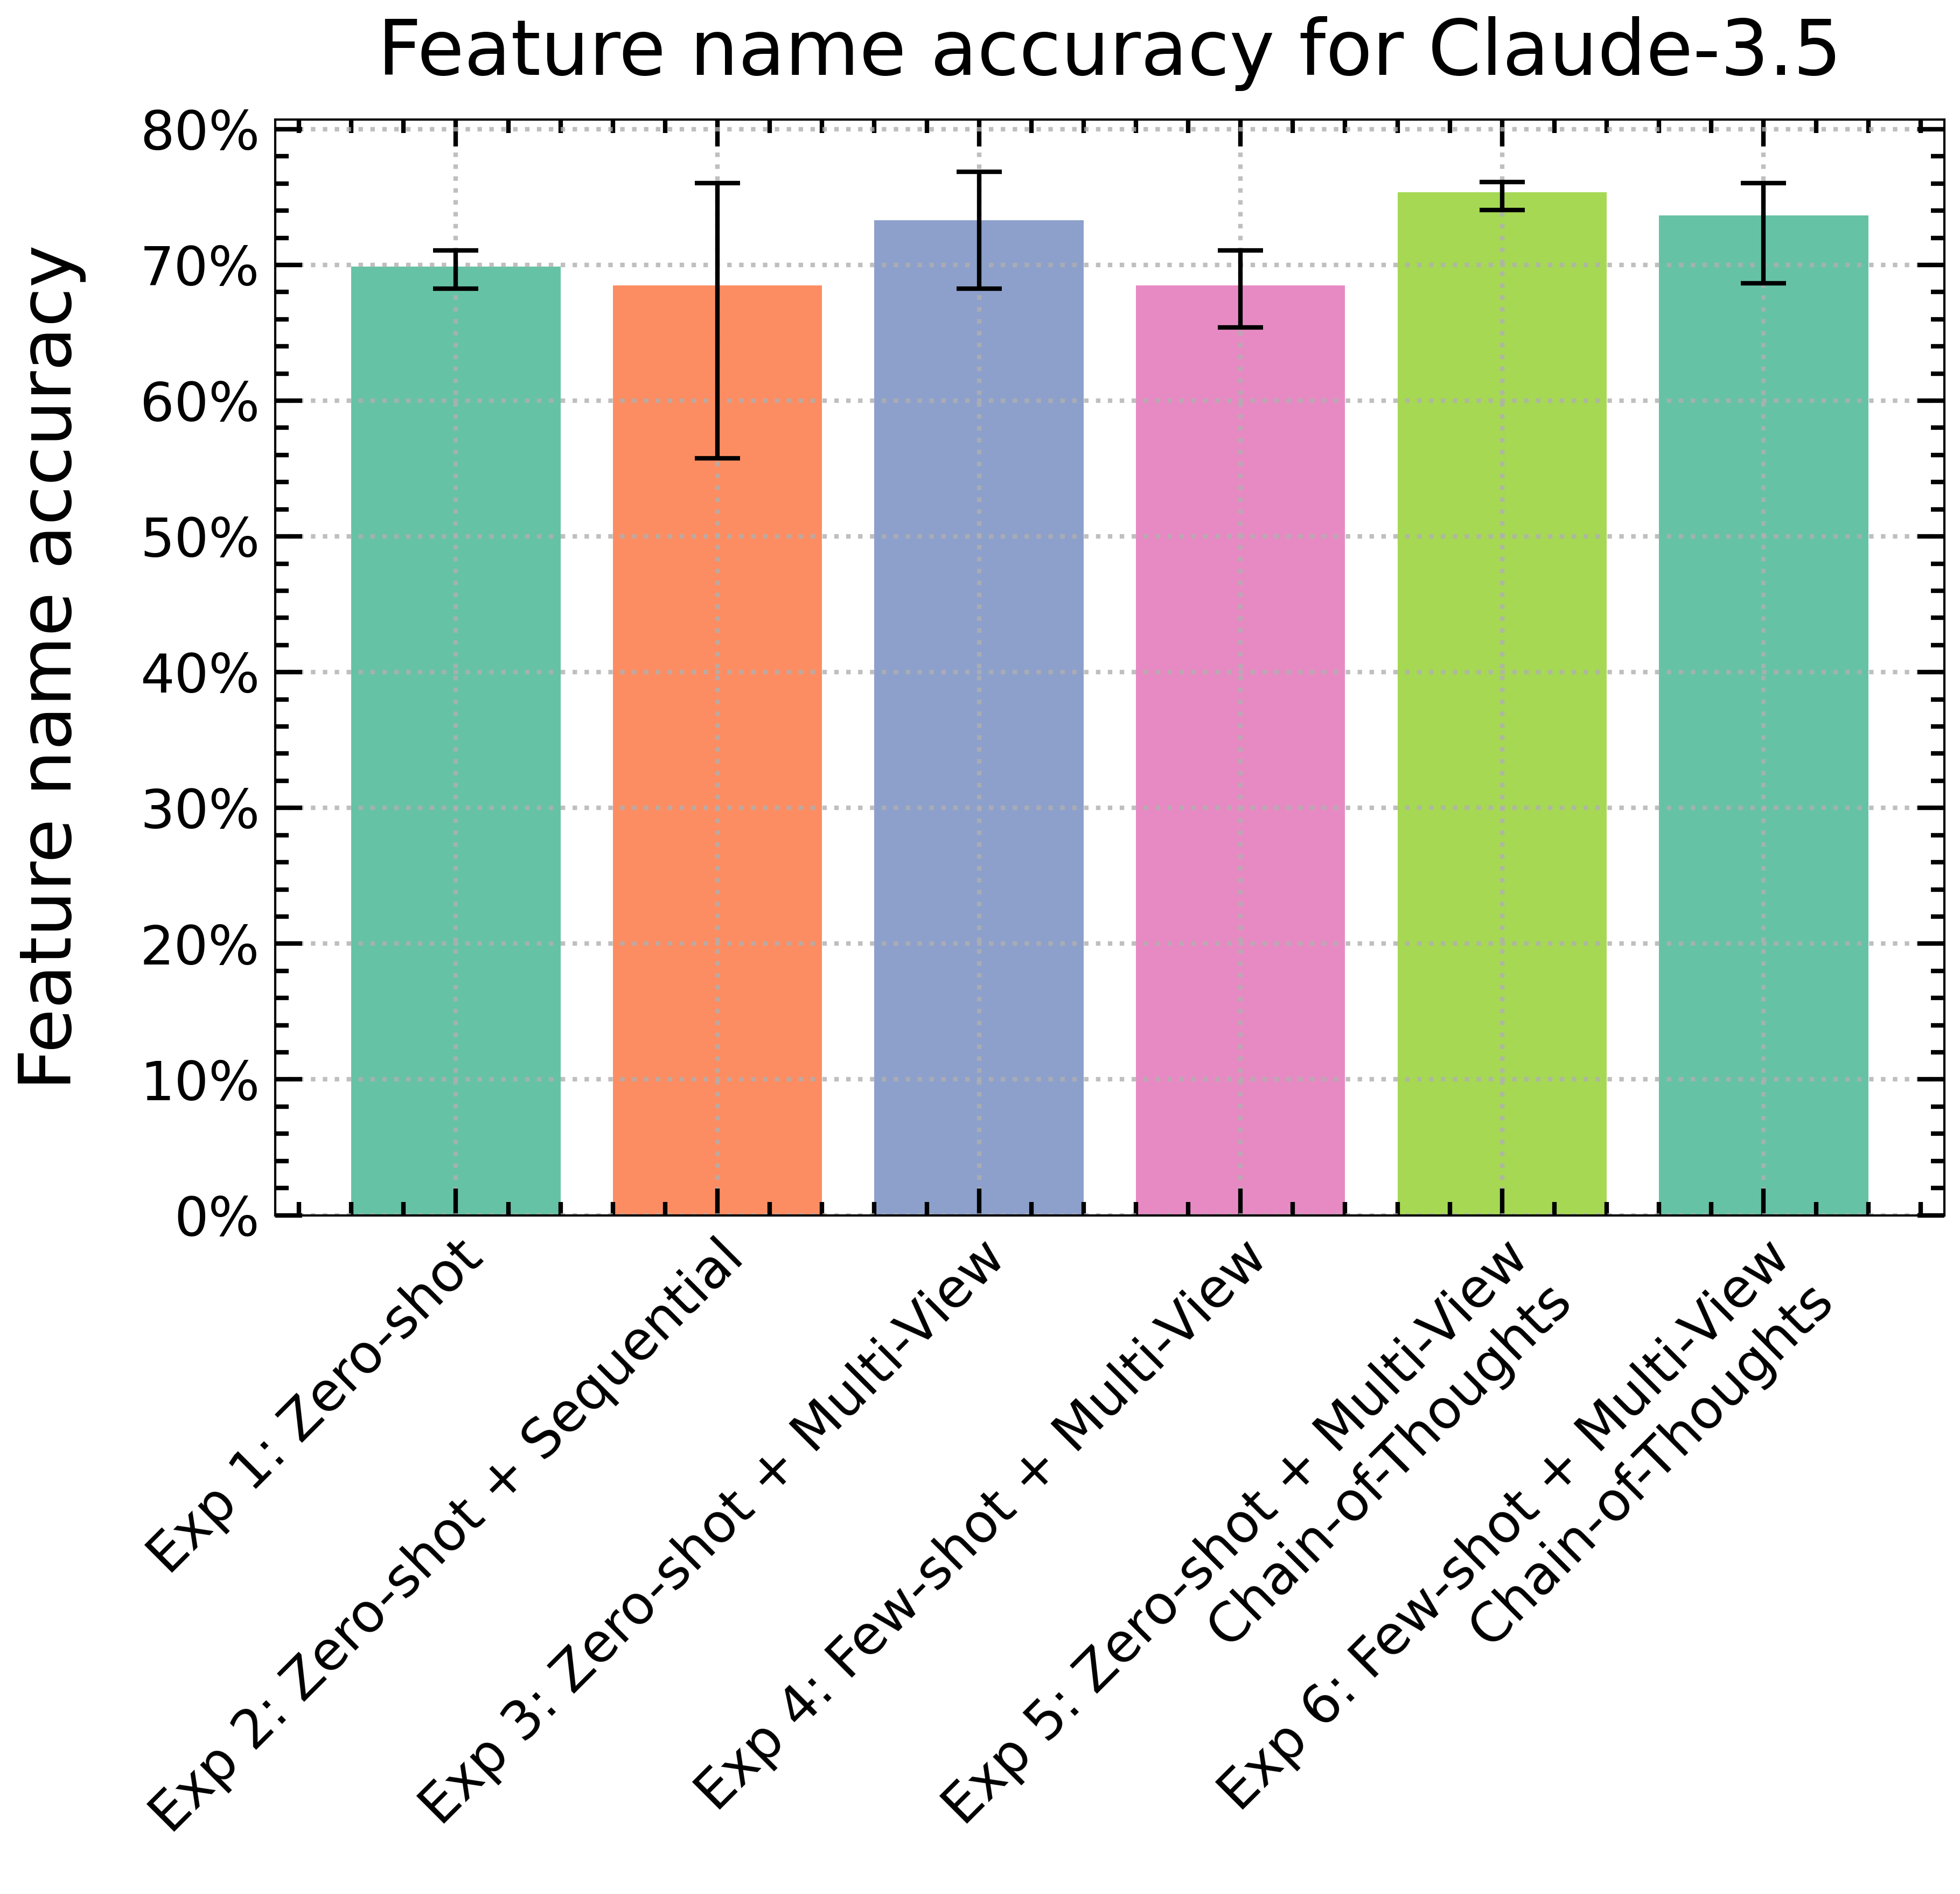 Feature name accuracy for Claude-3.5
Feature name accuracy
80%
70%
60%
50%
40%
30%
20%
10%
0%
Exp 1: Zero-shot
Exp 2: Zero-shot + Sequential
Exp 3: Zero-shot + Multi-View
Exp 4: Few-shot + Multi-View
Exp 5: Zero-shot + Multi-View
Chain-of-Thoughts
Exp 6: Few-shot + Multi-View
Chain-of-Thoughts